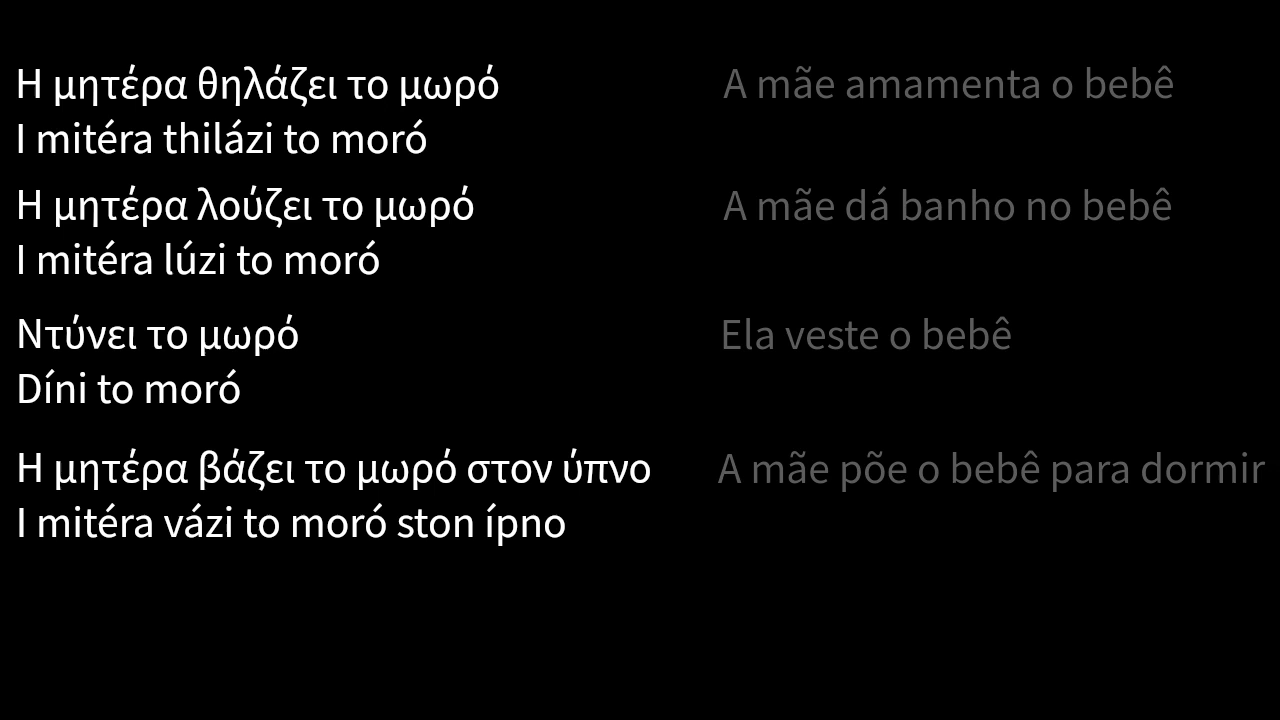 Η μητέρα θηλάζει το μωρό
A mãe amamenta o bebê
I mitéra thilázi to moró
Η μητέρα λούζει το μωρό
A mãe dá banho no bebê
I mitéra lúzi to moró
Ντύνει το μωρό
Ela veste o bebê
Díni to moró
Η μητέρα βάζει το μωρό στον ύπνο
A mãe põe o bebê para dormir
I mitéra vázi to moró ston ípno